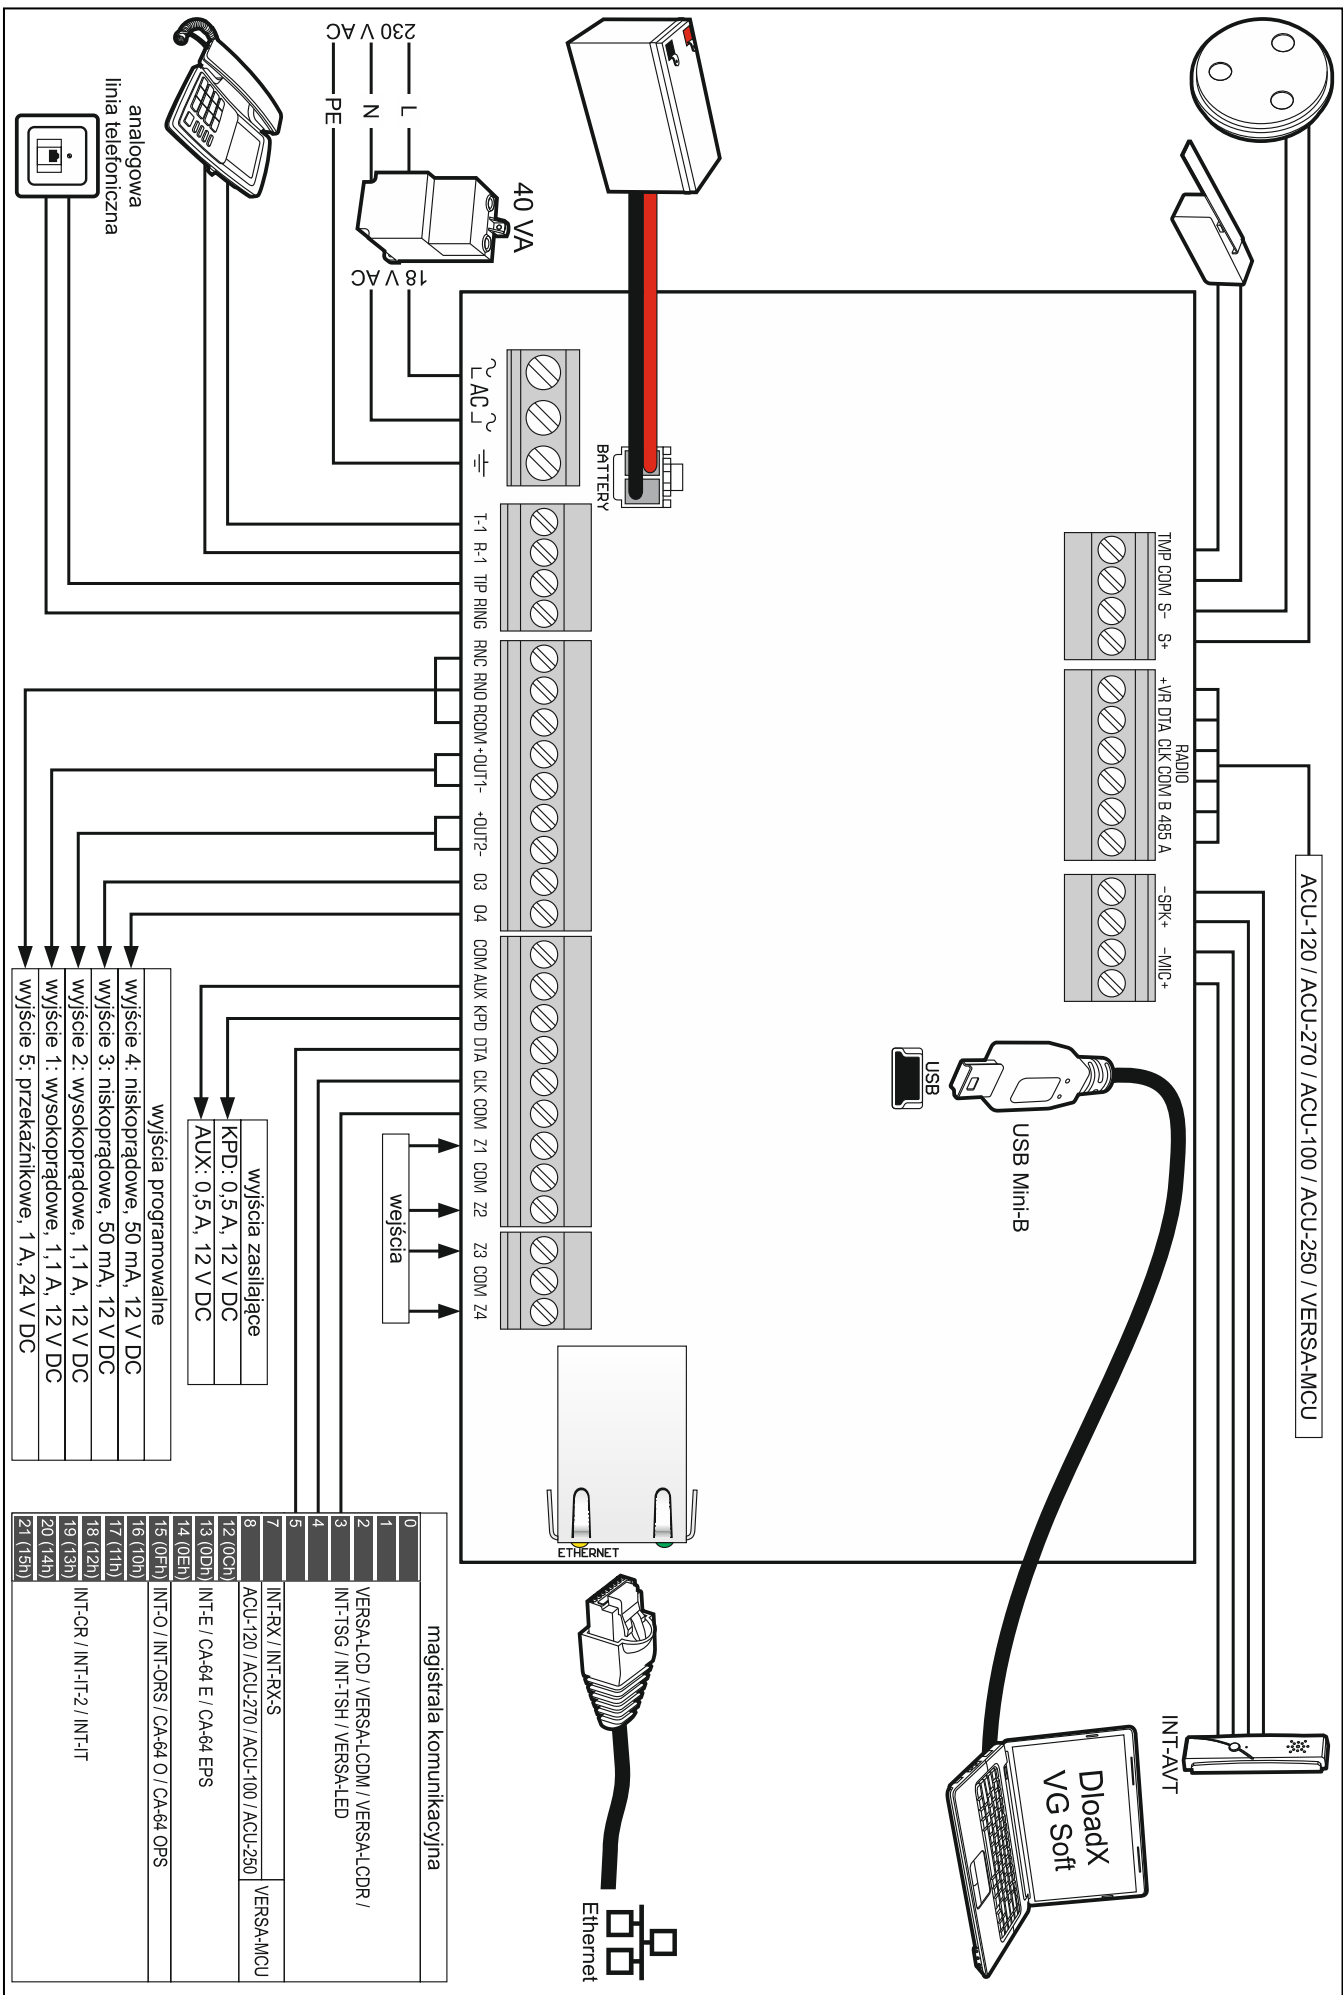 230 V AC
L
N
PE
40 VA
18 V AC
analogowa
linia telefoniczna
BATTERY
AC
T-1 R-1 TIP RING
RNC RNO RCOM +OUT1- +OUT2- O3 O4
COM AUX KPD DTA CLK COM Z1 COM Z2
Z3 COM Z4
TMP COM S- S+
+VR DTA CLK COM B 485 A
RADIO
-SPK+ -MIC+
ACU-120 / ACU-270 / ACU-100 / ACU-250 / VERSA-MCU
USB
USB Mini-B
INT-AVT
DloadX
VG Soft
ETHERNET
Ethernet
wejścia
wyjścia zasilające
KPD: 0,5 A, 12 V DC
AUX: 0,5 A, 12 V DC
wyjścia programowalne
wyjście 4: niskoprądowe, 50 mA, 12 V DC
wyjście 3: niskoprądowe, 50 mA, 12 V DC
wyjście 2: wysokoprądowe, 1,1 A, 12 V DC
wyjście 1: wysokoprądowe, 1,1 A, 12 V DC
wyjście 5: przekaźnikowe, 1 A, 24 V DC
magistrala komunikacyjna
0
1
2
3
4
5
VERSA-LCD / VERSA-LCDM / VERSA-LCDR /
INT-TSG / INT-TSH / VERSA-LED
7
INT-RX / INT-RX-S
8
ACU-120 / ACU-270 / ACU-100 / ACU-250
VERSA-MCU
12 (0Ch)
13 (0Dh)
14 (0Eh)
INT-E / CA-64 E / CA-64 EPS
15 (0Fh)
INT-O / INT-ORS / CA-64 O / CA-64 OPS
16 (10h)
17 (11h)
18 (12h)
19 (13h)
20 (14h)
21 (15h)
INT-CR / INT-IT-2 / INT-IT